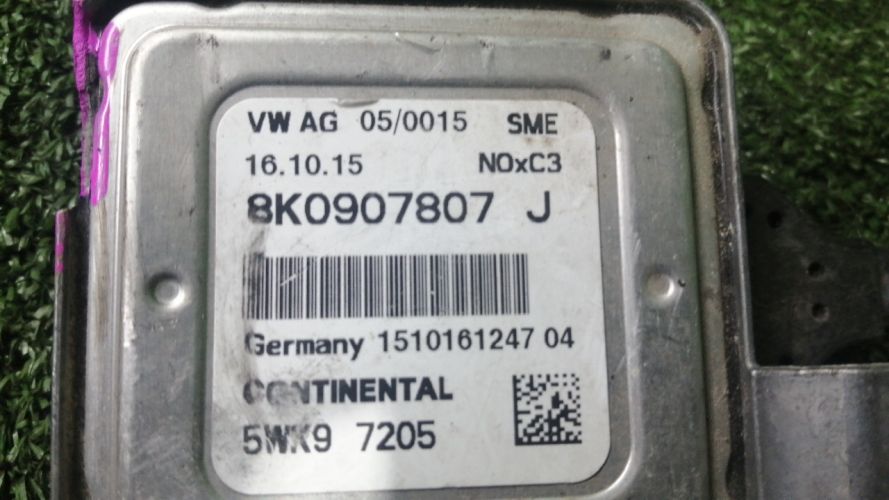 VW AG 05/0015 SME
16.10.15 NOxC3
8K0907807 J
Germany 1510161247 04
CONTINENTAL
5WK9 7205